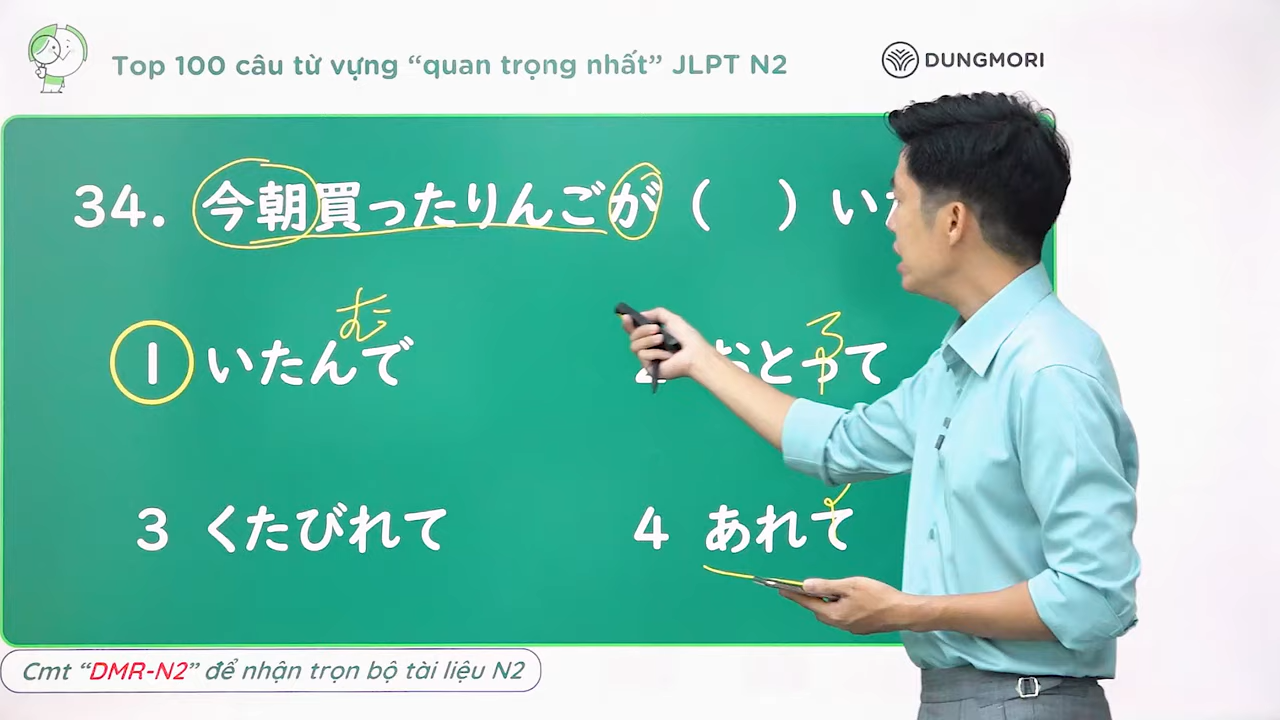 Top 100 câu từ vựng “quan trọng nhất” JLPT N2
DUNGMORI
34. 今朝買ったりんごが ( ) い
む
1 いたんで
る
2 おとって
3 くたびれて
4 あれて
Cmt “DMR-N2” để nhận trọn bộ tài liệu N2